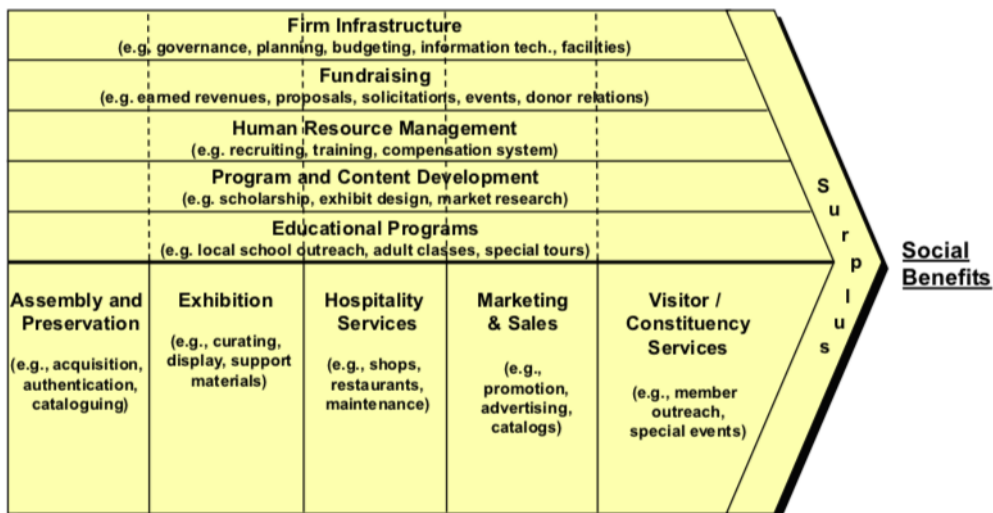 Firm Infrastructure
(e.g. governance, planning, budgeting, information tech., facilities)
Fundraising
(e.g. earned revenues, proposals, solicitations, events, donor relations)
Human Resource Management
(e.g. recruiting, training, compensation system)
Program and Content Development
(e.g. scholarship, exhibit design, market research)
Educational Programs
(e.g. local school outreach, adult classes, special tours)
Assembly and
Preservation
(e.g., acquisition,
authentication,
cataloguing)
Exhibition
(e.g., curating,
display, support
materials)
Hospitality
Services
(e.g., shops,
restaurants,
maintenance)
Marketing
& Sales
(e.g.,
promotion,
advertising,
catalogs)
Visitor /
Constituency
Services
(e.g., member
outreach,
special events)
Surplus
Social
Benefits